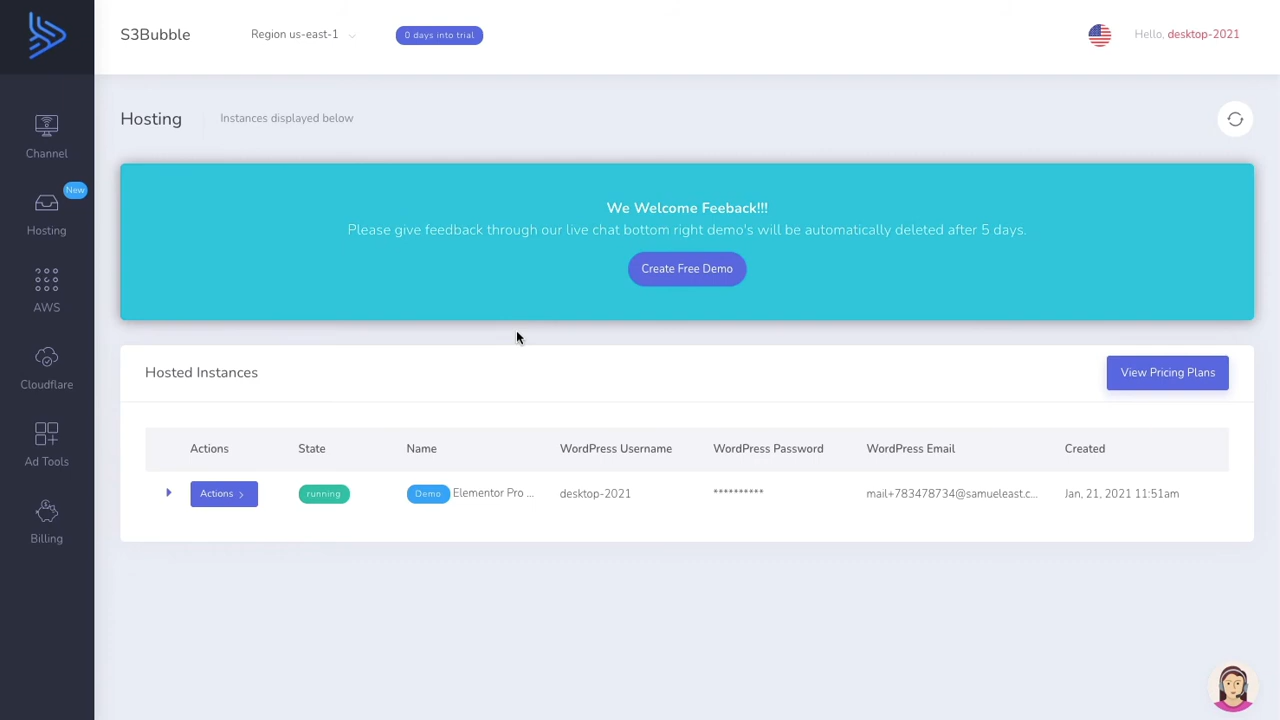 S3Bubble
Region us-east-1
0 days into trial
Hello, desktop-2021
Channel
New
Hosting
AWS
Cloudflare
Ad Tools
Billing
Hosting
Instances displayed below
We Welcome Feeback!!!
Please give feedback through our live chat bottom right demo's will be automatically deleted after 5 days.
Create Free Demo
Hosted Instances
View Pricing Plans
Actions State Name WordPress Username WordPress Password WordPress Email Created
Actions running Demo Elementor Pro ... desktop-2021 ********** mail+783478734@samueleast.c... Jan, 21, 2021 11:51am